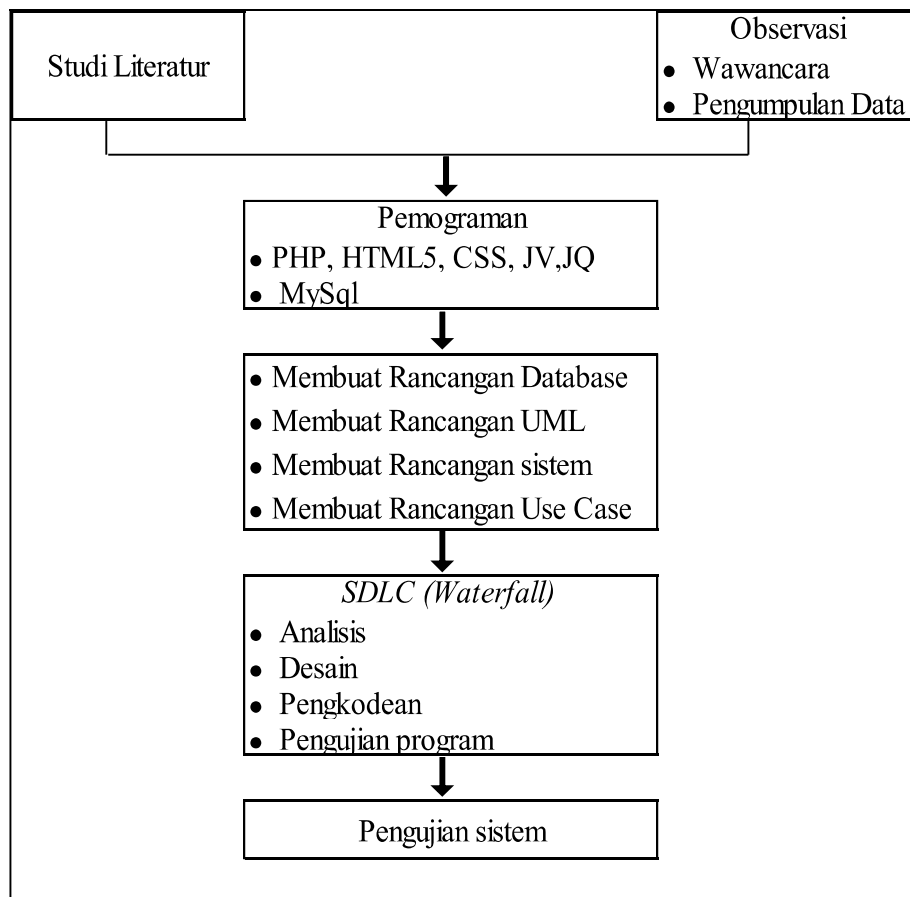 Studi Literatur
Observasi
● Wawancara
● Pengumpulan Data
Pemograman
● PHP, HTML5, CSS, JV,JQ
● MySql
● Membuat Rancangan Database
● Membuat Rancangan UML
● Membuat Rancangan sistem
● Membuat Rancangan Use Case
SDLC (Waterfall)
● Analisis
● Desain
● Pengkodean
● Pengujian program
Pengujian sistem